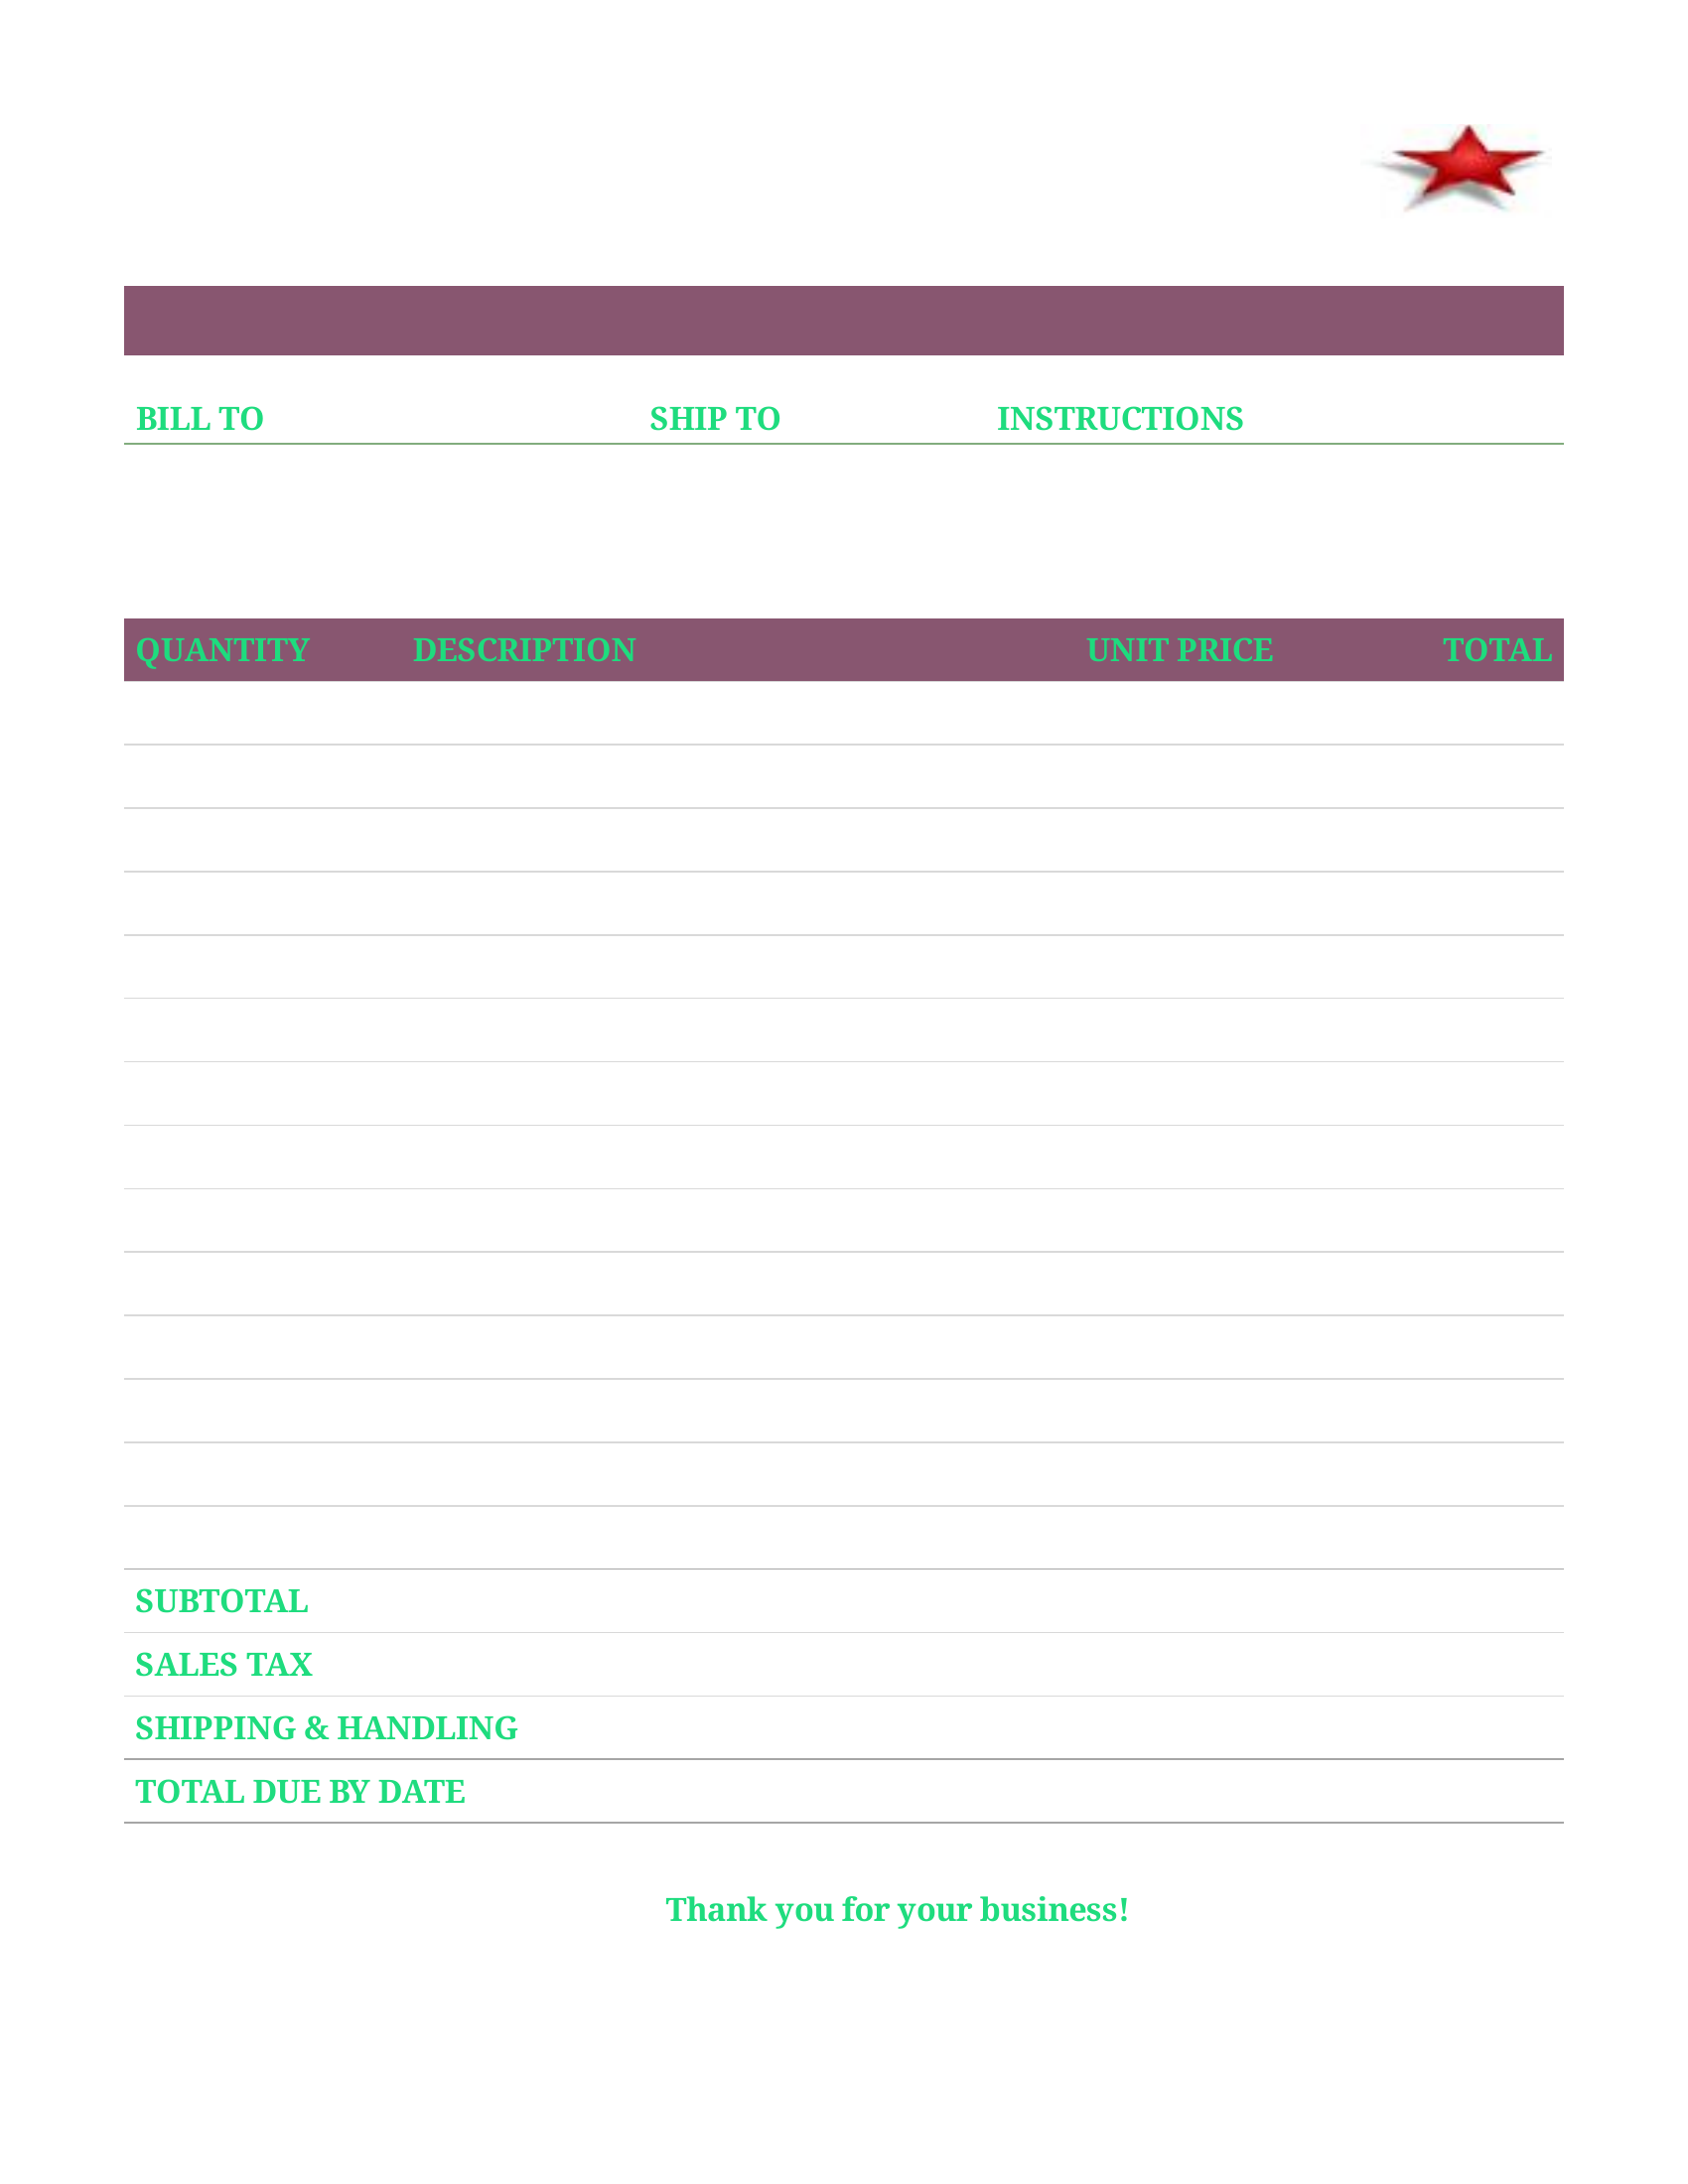 BILL TO SHIP TO INSTRUCTIONS
QUANTITY DESCRIPTION UNIT PRICE TOTAL
SUBTOTAL
SALES TAX
SHIPPING & HANDLING
TOTAL DUE BY DATE
Thank you for your business!